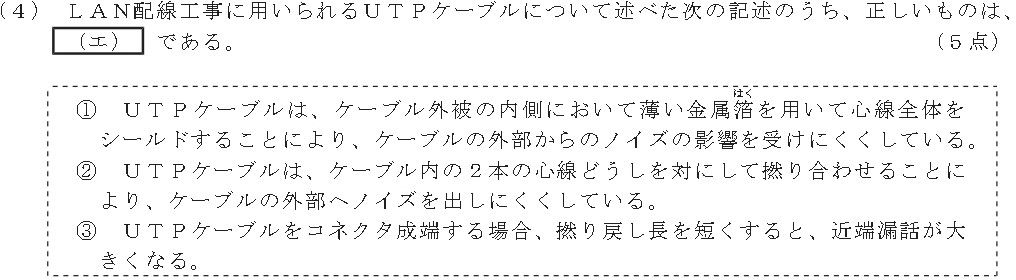 (4) LAN配線工事に用いられるUTPケーブルについて述べた次の記述のうち、正しいものは、
(エ) である。 (5点)
① UTPケーブルは、ケーブル外被の内側において薄い金属箔を用いて心線全体を
はく
シールドすることにより、ケーブルの外部からのノイズの影響を受けにくくしている。
② UTPケーブルは、ケーブル内の2本の心線どうしを対にして撚り合わせることに
より、ケーブルの外部へノイズを出しにくくしている。
③ UTPケーブルをコネクタ成端する場合、撚り戻し長を短くすると、近端漏話が大
きくなる。